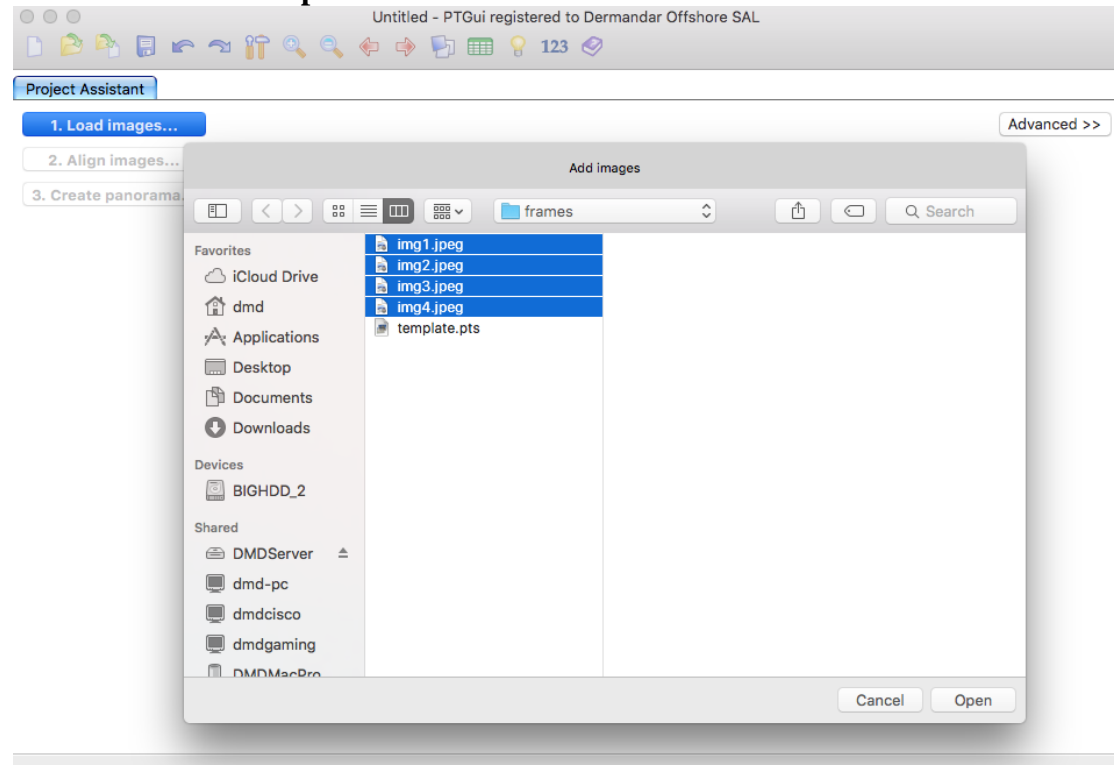 Untitled - PTGui registered to Dermandar Offshore SAL
123
Project Assistant
1. Load images...
Advanced >>
2. Align images...
3. Create panorama.
Add images
frames
Search
Favorites
iCloud Drive
dmd
Applications
Desktop
Documents
Downloads
Devices
BIGHDD_2
Shared
DMDServer
dmd-pc
dmdcisco
dmdgaming
DMDMacPro
img1.jpeg
img2.jpeg
img3.jpeg
img4.jpeg
template.pts
Cancel
Open